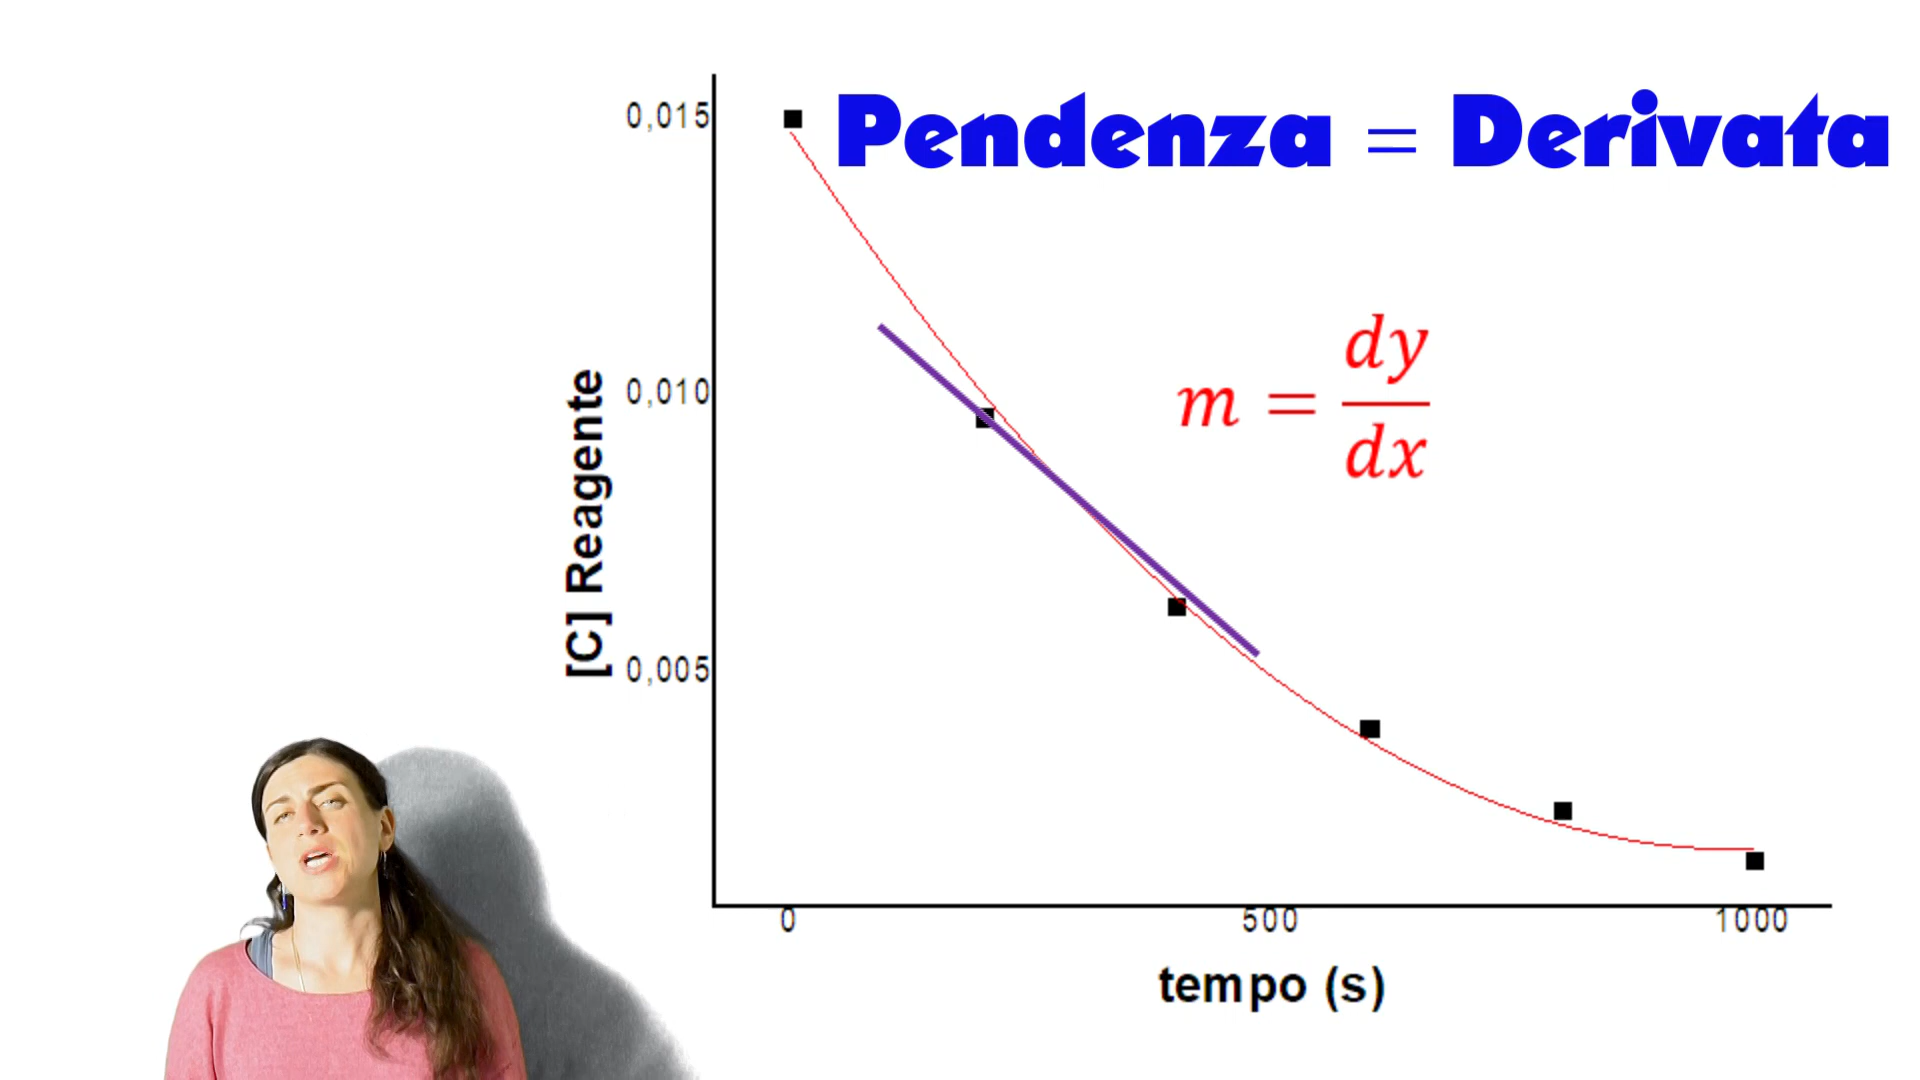 Pendenza = Derivata
0,015
0,010
0,005
[C] Reagente
m = dy/dx
0 500 1000
tempo (s)